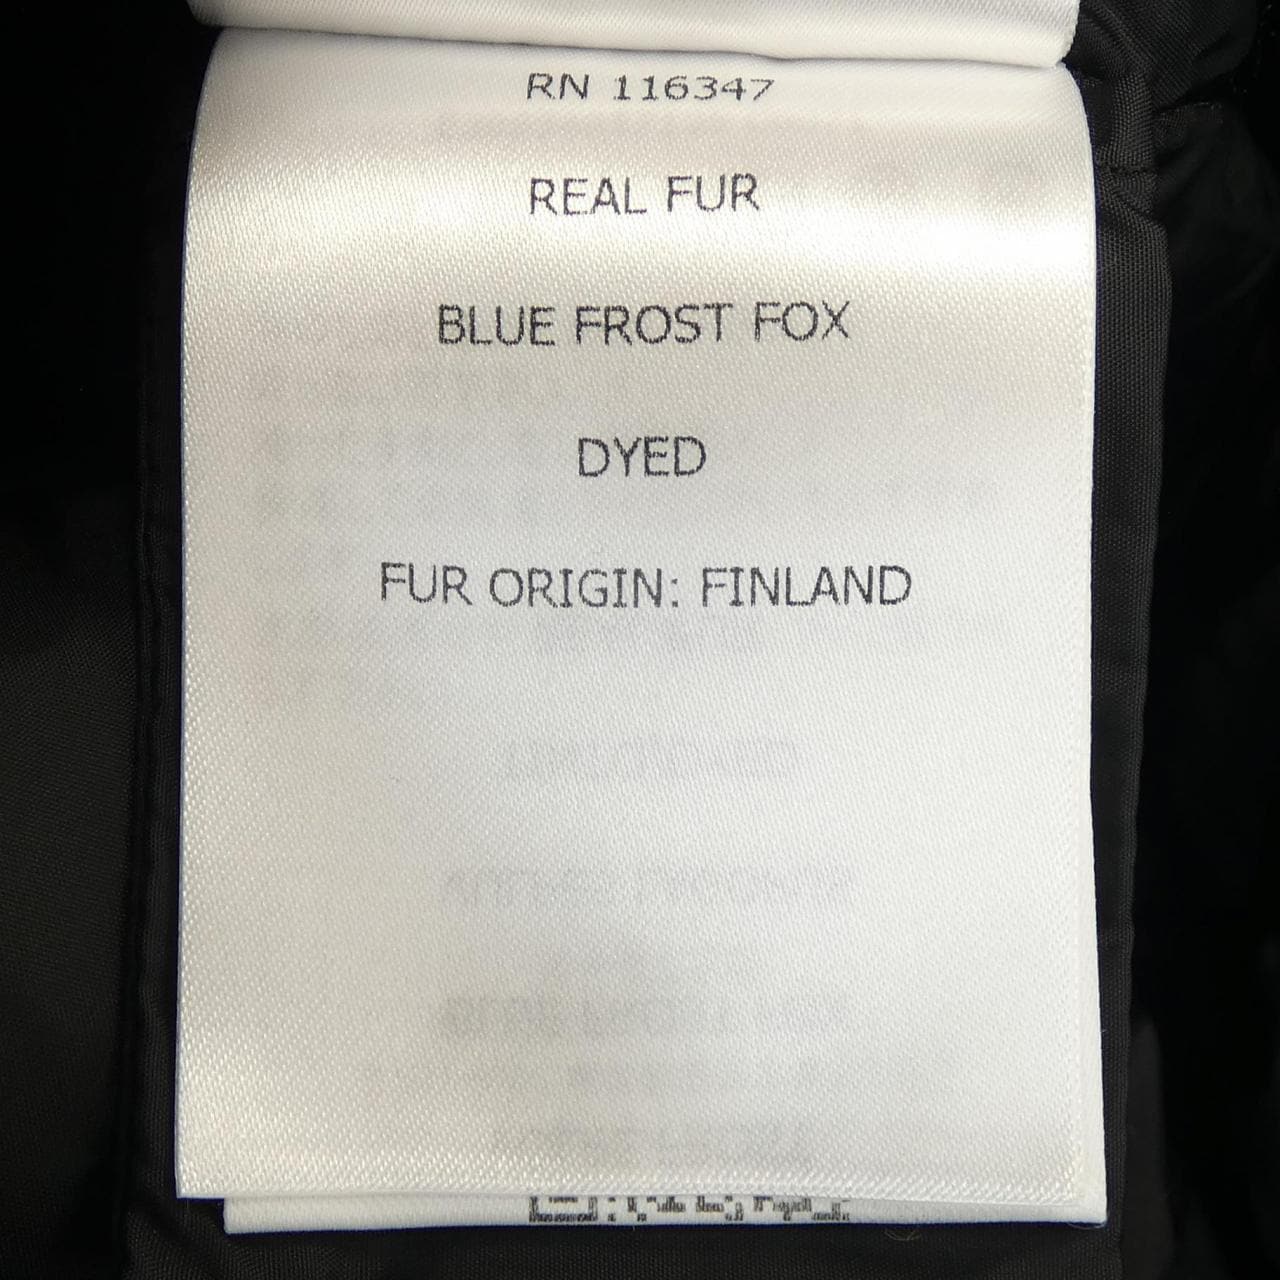 RN 116347
REAL FUR
BLUE FROST FOX
DYED
FUR ORIGIN: FINLAND